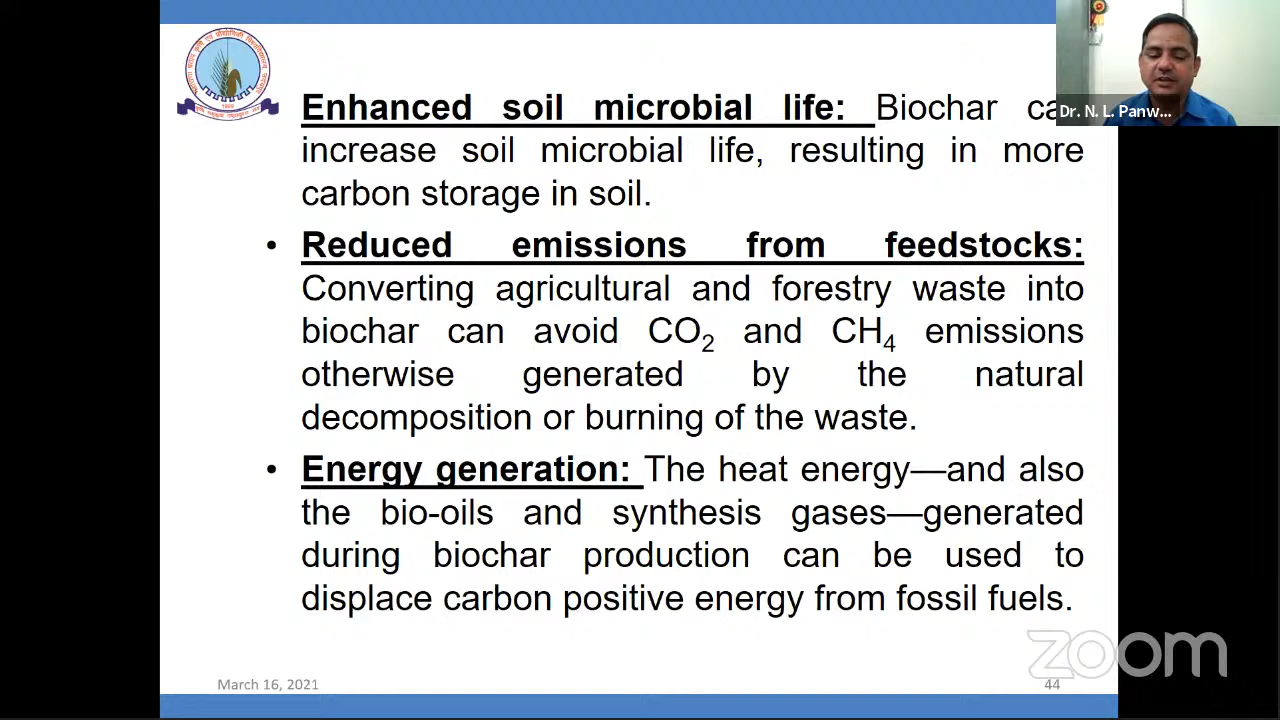 Enhanced soil microbial life: Biochar
increase soil microbial life, resulting in more
carbon storage in soil.
• Reduced emissions from feedstocks:
Converting agricultural and forestry waste into
biochar can avoid CO₂ and CH₄ emissions
otherwise generated by the natural
decomposition or burning of the waste.
• Energy generation: The heat energy—and also
the bio-oils and synthesis gases—generated
during biochar production can be used to
displace carbon positive energy from fossil fuels.
Dr. N. L. Panw...
zoom
March 16, 2021
44